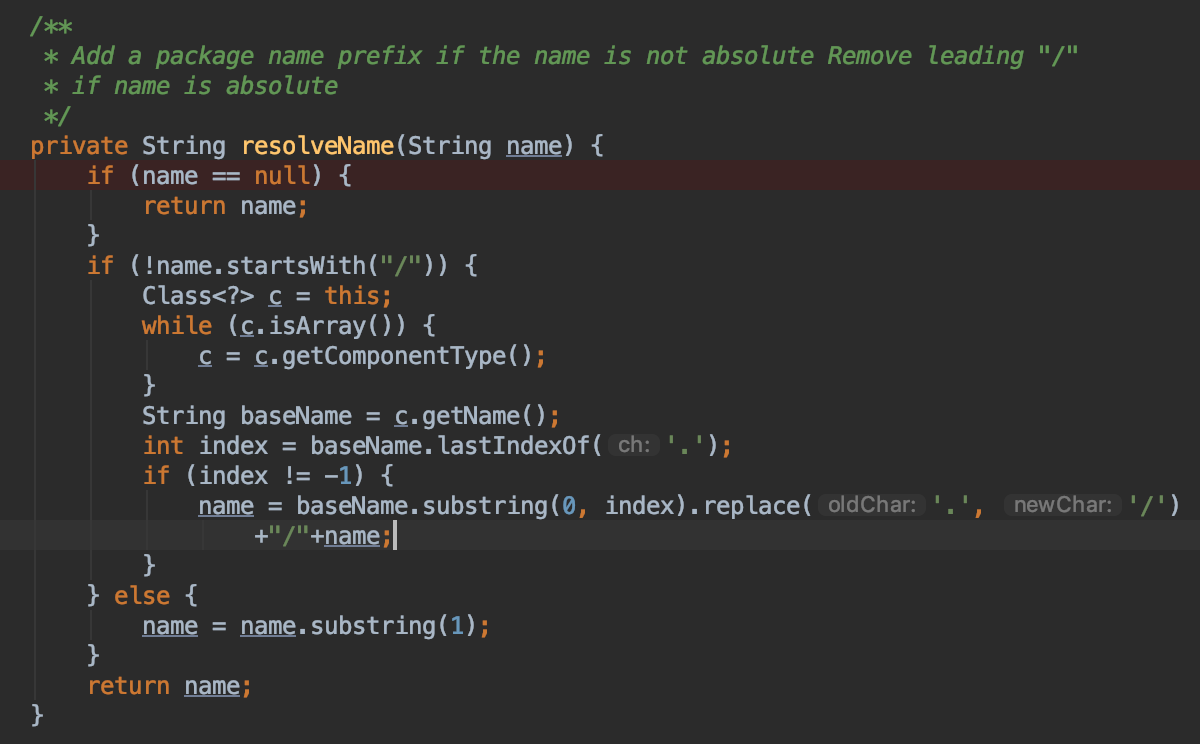 /**
 * Add a package name prefix if the name is not absolute Remove leading "/"
 * if name is absolute
 */
private String resolveName(String name) {
    if (name == null) {
        return name;
    }
    if (!name.startsWith("/")) {
        Class<?> c = this;
        while (c.isArray()) {
            c = c.getComponentType();
        }
        String baseName = c.getName();
        int index = baseName.lastIndexOf( ch: '.');
        if (index != -1) {
            name = baseName.substring(0, index).replace( oldChar: '.', newChar: '/')
                +"/"+name;
        }
    } else {
        name = name.substring(1);
    }
    return name;
}